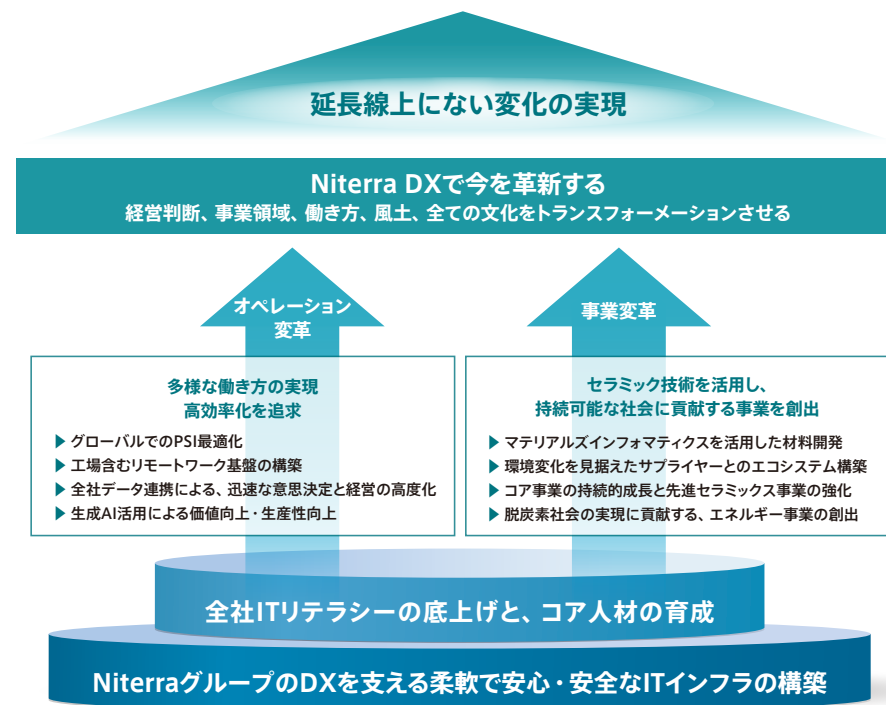 延長線上にない変化の実現
Niterra DXで今を革新する
経営判断、事業領域、働き方、風土、全ての文化をトランスフォーメーションさせる
オペレーション
変革
事業変革
多様な働き方の実現
高効率化を追求
▶ グローバルでのPSI最適化
▶ 工場含むリモートワーク基盤の構築
▶ 全社データ連携による、迅速な意思決定と経営の高度化
▶ 生成AI活用による価値向上・生産性向上
セラミック技術を活用し、
持続可能な社会に貢献する事業を創出
▶ マテリアルズインフォマティクスを活用した材料開発
▶ 環境変化を見据えたサプライヤーとのエコシステム構築
▶ コア事業の持続的成長と先進セラミックス事業の強化
▶ 脱炭素社会の実現に貢献する、エネルギー事業の創出
全社ITリテラシーの底上げと、コア人材の育成
NiterraグループのDXを支える柔軟で安心・安全なITインフラの構築